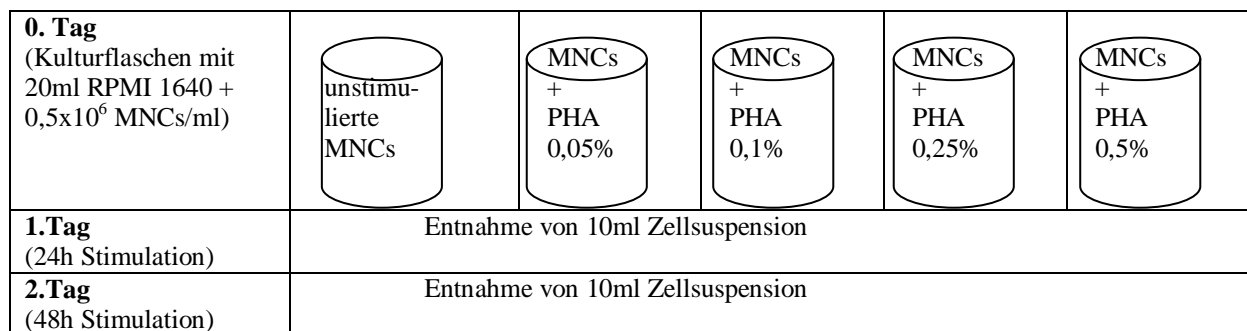 0. Tag
(Kulturflaschen mit
20ml RPMI 1640 +
0,5x10⁶ MNCs/ml)
unstimu-
lierte
MNCs
MNCs
+
PHA
0,05%
MNCs
+
PHA
0,1%
MNCs
+
PHA
0,25%
MNCs
+
PHA
0,5%
1.Tag
(24h Stimulation)
Entnahme von 10ml Zellsuspension
2.Tag
(48h Stimulation)
Entnahme von 10ml Zellsuspension